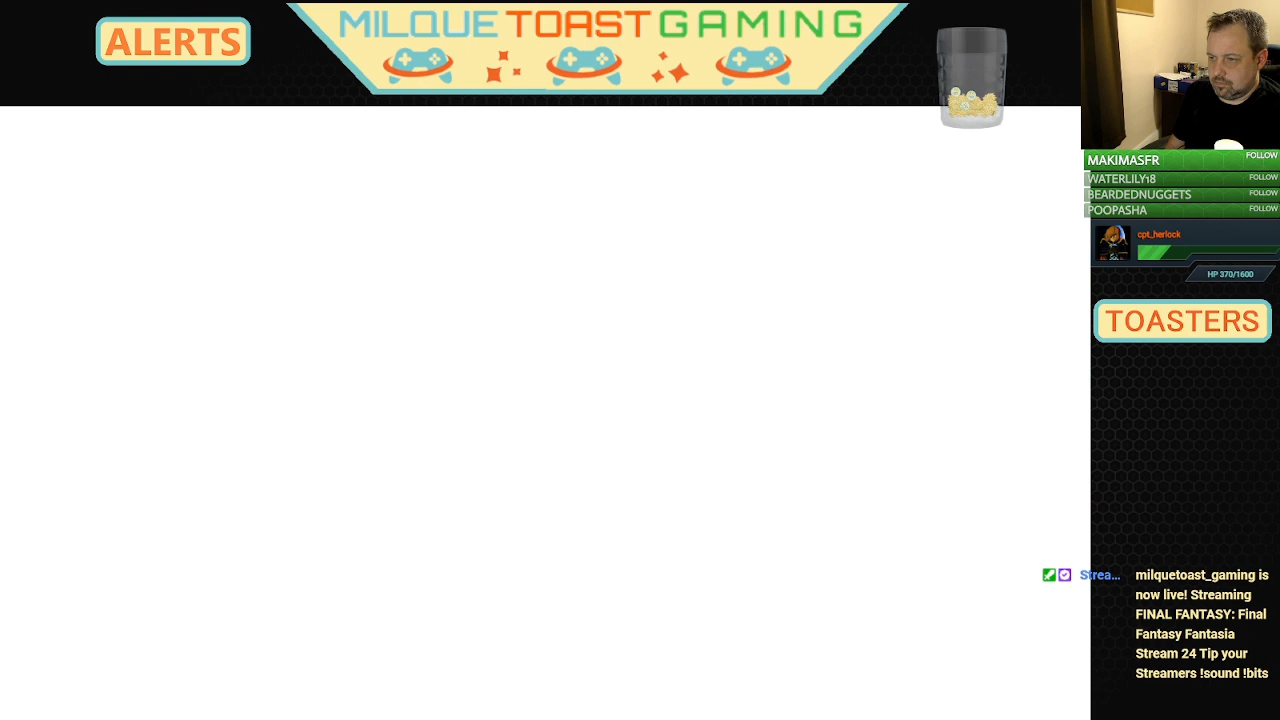 ALERTS
MILQUE TOAST GAMING
MAKIMASFR FOLLOW
WATERLILY18 FOLLOW
BEARDEDNUGGETS FOLLOW
POOPASHA FOLLOW
cpt_herlock
HP 370/1600
TOASTERS
Strea... milquetoast_gaming is
now live! Streaming
FINAL FANTASY: Final
Fantasy Fantasia
Stream 24 Tip your
Streamers !sound !bits